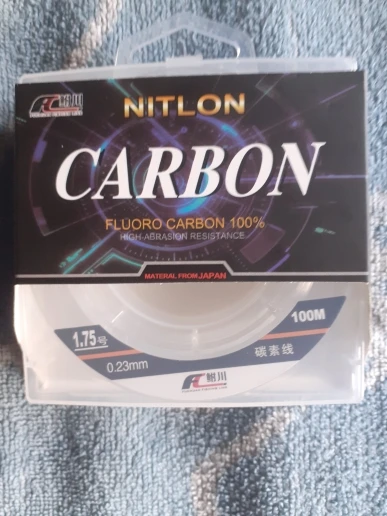 NITLON
CARBON
FLUORO CARBON 100%
HIGH-ABRASION RESISTANCE
MATERAL FROM JAPAN
1.75号
100M
0.23mm
碳素线